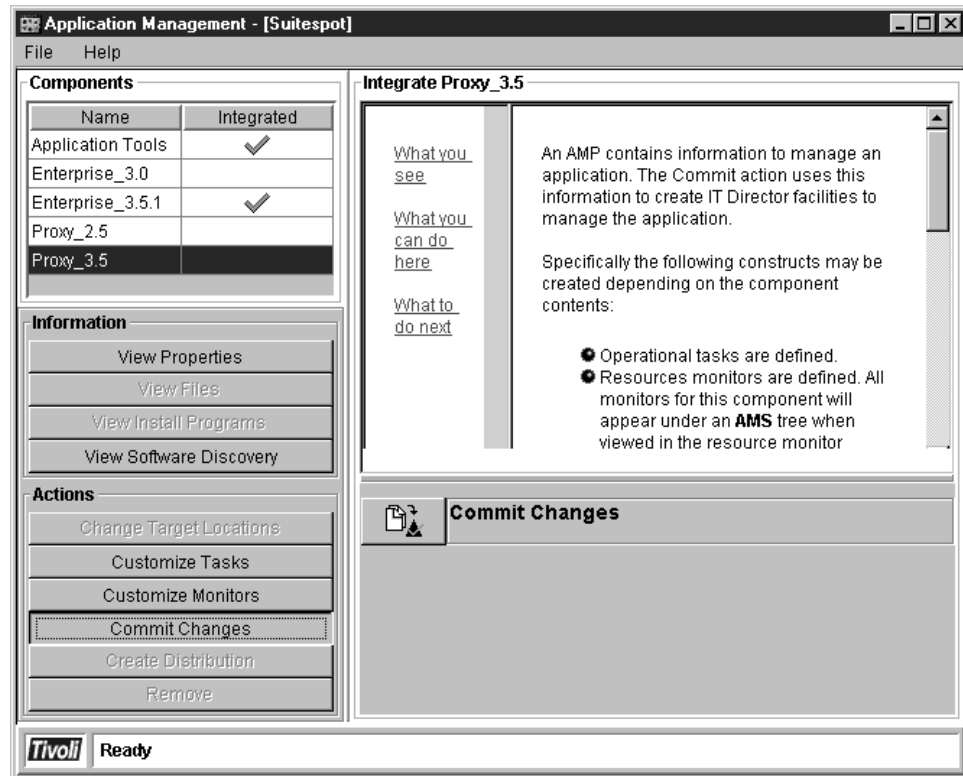 Application Management - [Suitespot]
File Help
Components
Name Integrated
Application Tools
Enterprise_3.0
Enterprise_3.5.1
Proxy_2.5
Proxy_3.5
Information
View Properties
View Files
View Install Programs
View Software Discovery
Actions
Change Target Locations
Customize Tasks
Customize Monitors
Commit Changes
Create Distribution
Remove
Integrate Proxy_3.5
What you
see
What you
can do
here
What to
do next
An AMP contains information to manage an
application. The Commit action uses this
information to create IT Director facilities to
manage the application.
Specifically the following constructs may be
created depending on the component
contents:
Operational tasks are defined.
Resources monitors are defined. All
monitors for this component will
appear under an AMS tree when
viewed in the resource monitor
Commit Changes
Tivoli Ready